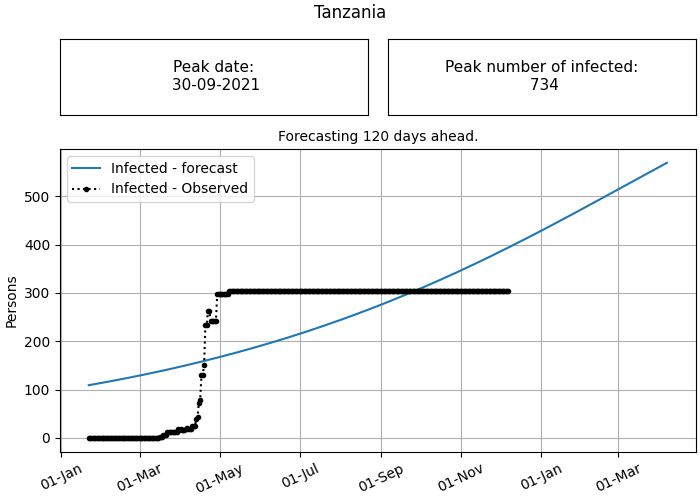 Tanzania
Peak date:
30-09-2021
Peak number of infected:
734
Forecasting 120 days ahead.
Infected - forecast
Infected - Observed
Persons
500
400
300
200
100
0
01-Jan
01-Mar
01-May
01-Jul
01-Sep
01-Nov
01-Jan
01-Mar